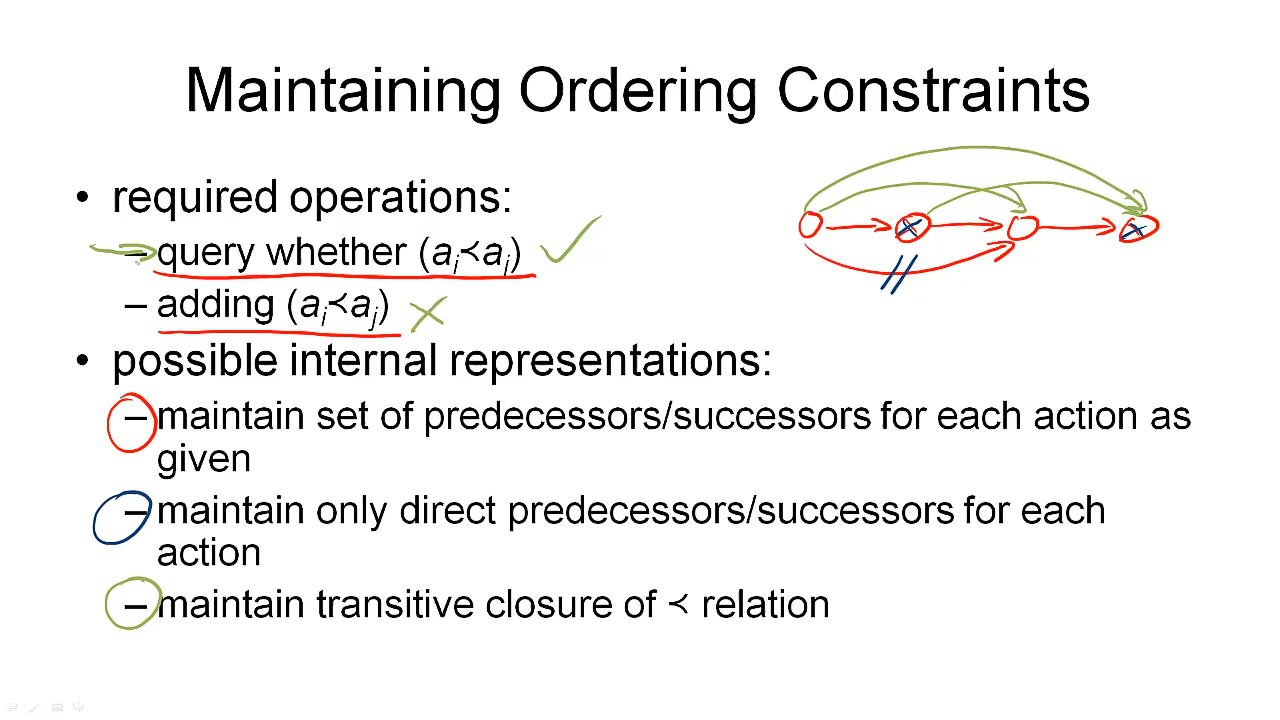 Maintaining Ordering Constraints
• required operations:
– query whether (ai≺aj)
– adding (ai≺aj)
• possible internal representations:
– maintain set of predecessors/successors for each action as
given
– maintain only direct predecessors/successors for each
action
– maintain transitive closure of ≺ relation